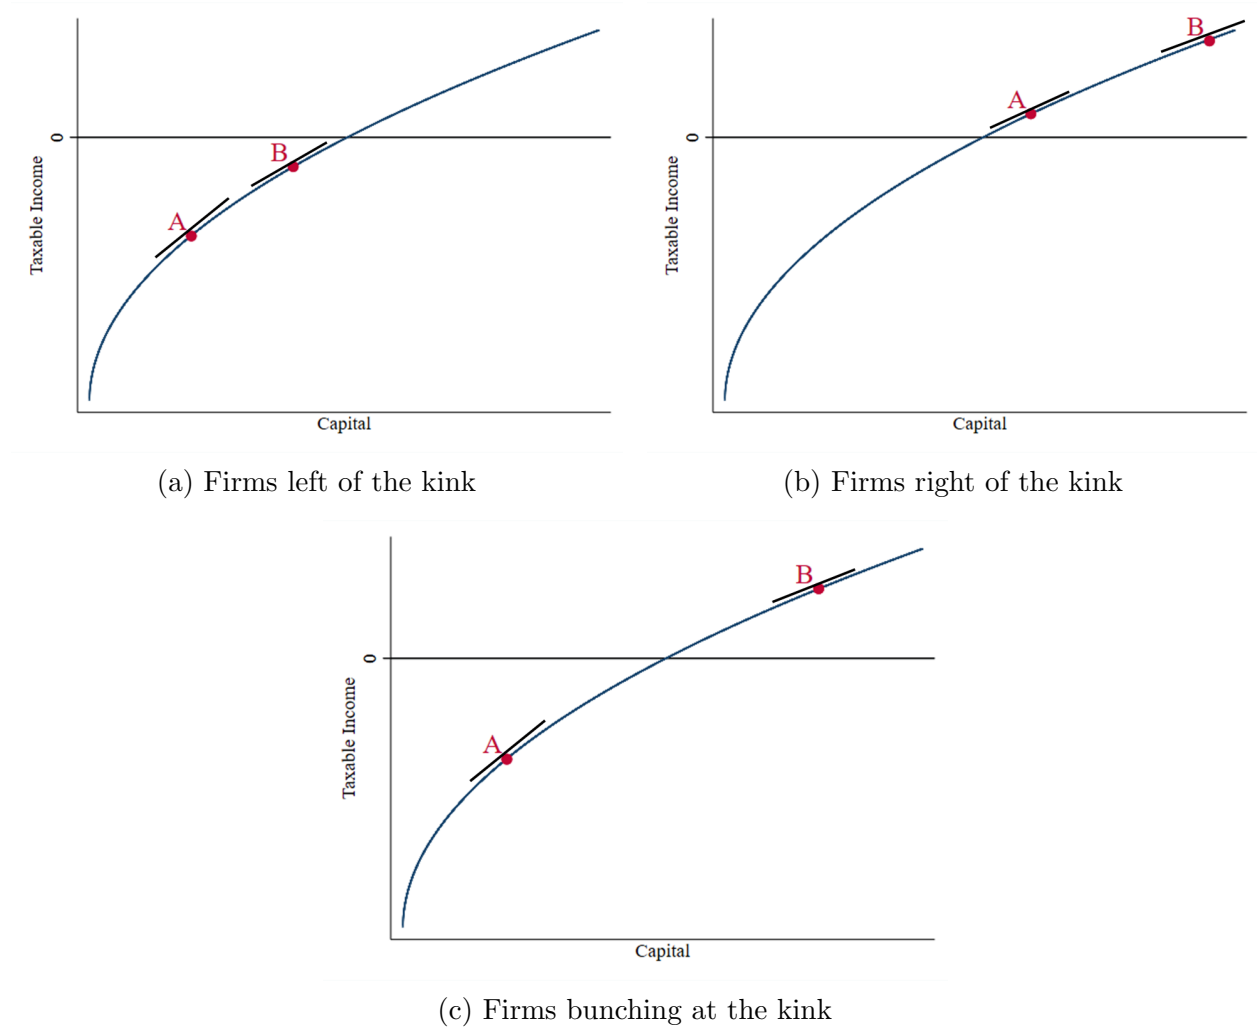 0
Taxable Income
B
A
Capital
(a) Firms left of the kink
0
Taxable Income
B
A
Capital
(b) Firms right of the kink
0
Taxable Income
B
A
Capital
(c) Firms bunching at the kink